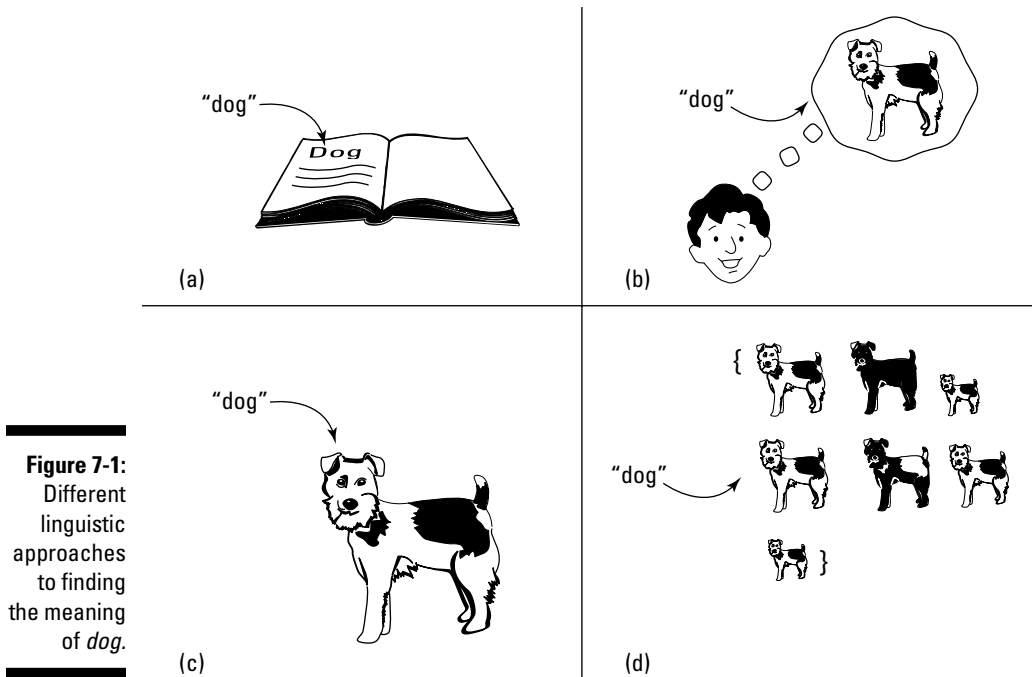 "dog"
Dog
(a)
"dog"
(b)
"dog"
(c)
{
"dog"
}
(d)
Figure 7-1:
Different
linguistic
approaches
to finding
the meaning
of dog.